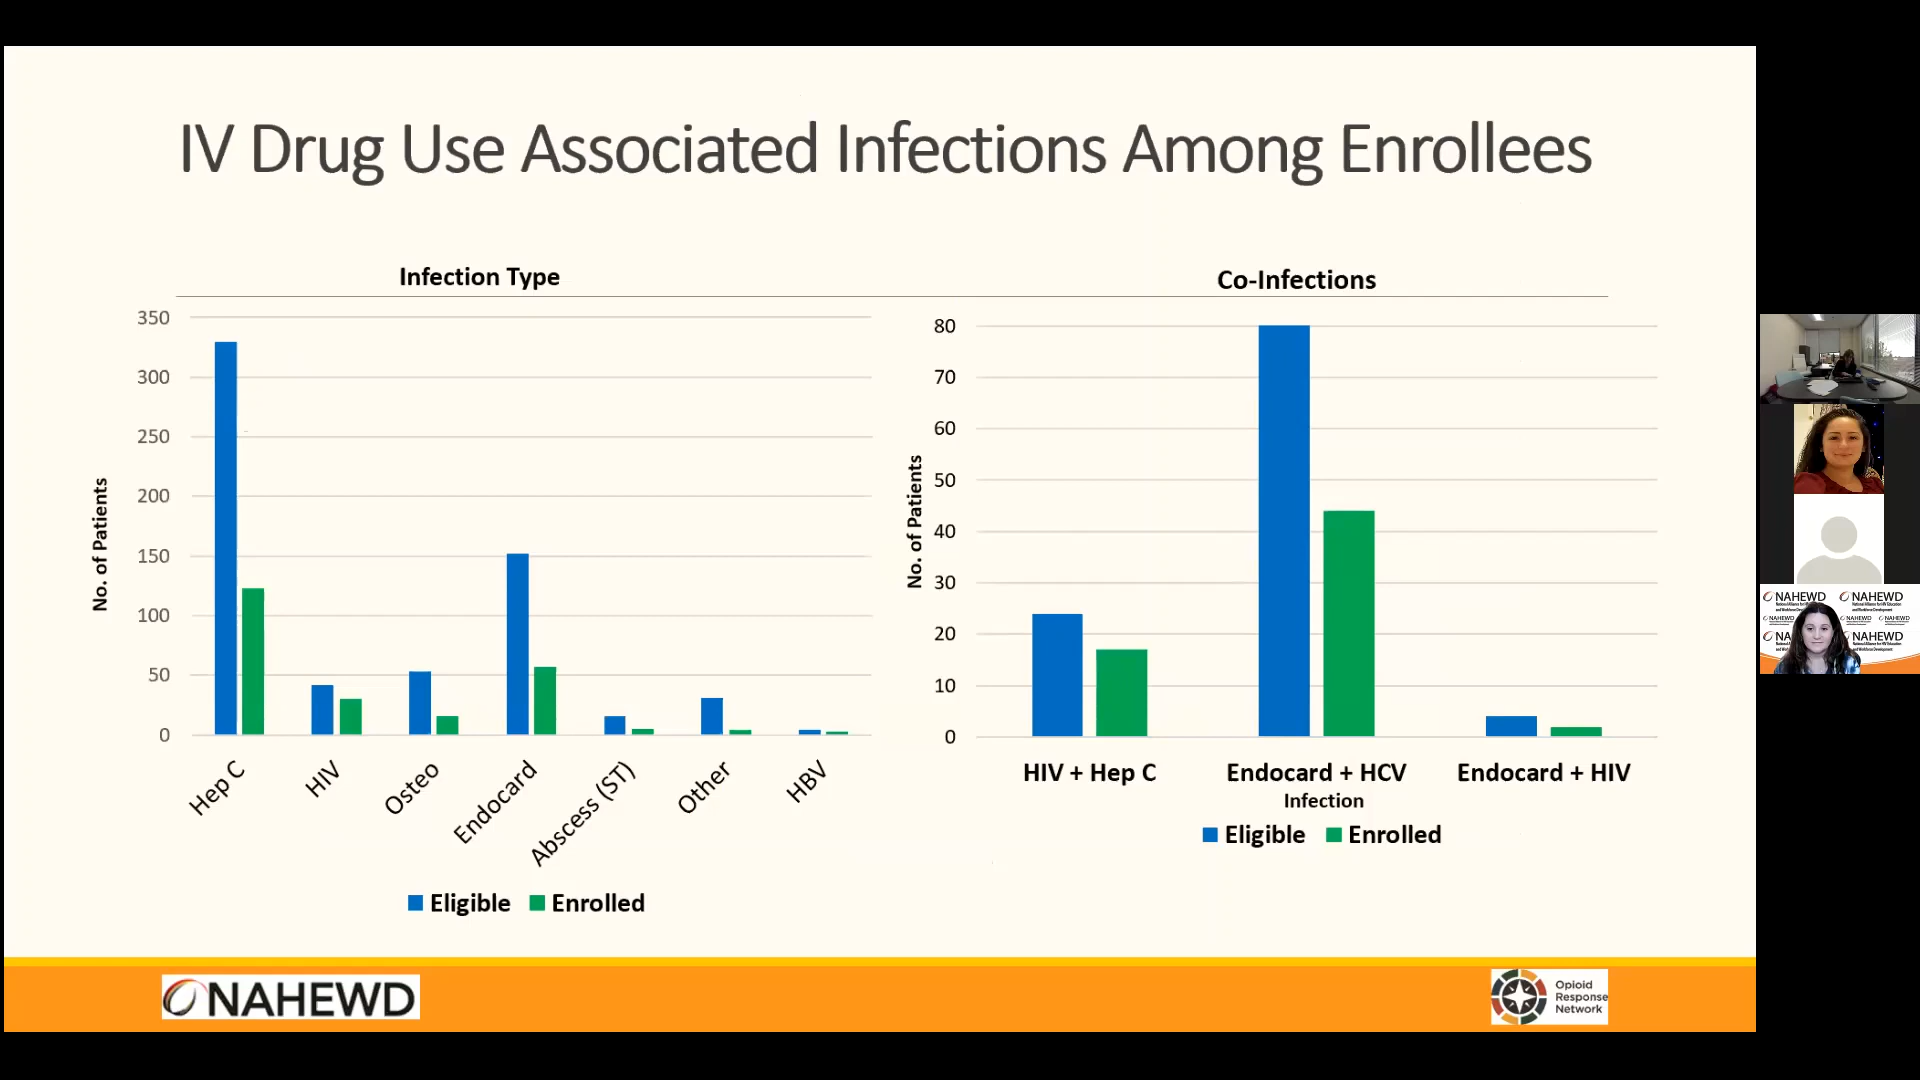 IV Drug Use Associated Infections Among Enrollees
Infection Type
No. of Patients
350
300
250
200
150
100
50
0
Hep C
HIV
Osteo
Endocard
Abscess (ST)
Other
HBV
Eligible
Enrolled
Co-Infections
No. of Patients
80
70
60
50
40
30
20
10
0
HIV + Hep C
Endocard + HCV
Endocard + HIV
Infection
Eligible
Enrolled
NAHEWD
Opioid
Response
Network
NAHEWD
NAHEWD
NAHEWD